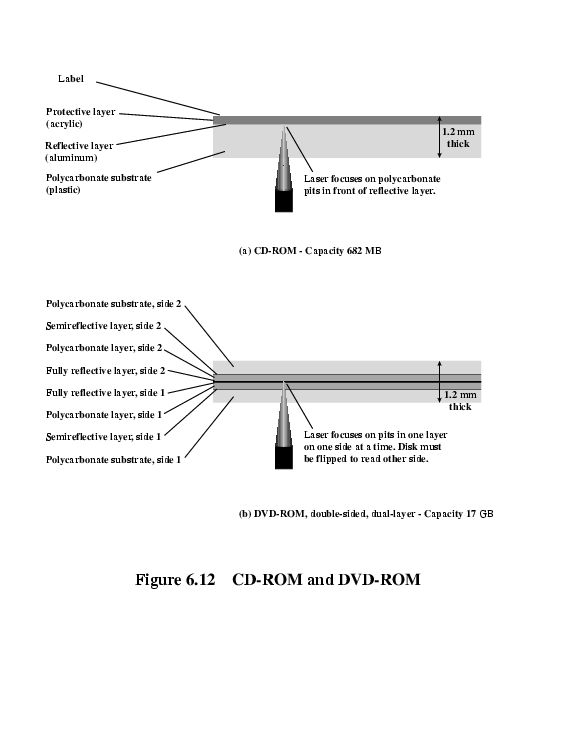 Label
Protective layer
(acrylic)
Reflective layer
(aluminum)
Polycarbonate substrate
(plastic)
1.2 mm
thick
Laser focuses on polycarbonate
pits in front of reflective layer.
(a) CD-ROM - Capacity 682 MB
Polycarbonate substrate, side 2
Semireflective layer, side 2
Polycarbonate layer, side 2
Fully reflective layer, side 2
Fully reflective layer, side 1
Polycarbonate layer, side 1
Semireflective layer, side 1
Polycarbonate substrate, side 1
1.2 mm
thick
Laser focuses on pits in one layer
on one side at a time. Disk must
be flipped to read other side.
(b) DVD-ROM, double-sided, dual-layer - Capacity 17 GB
Figure 6.12 CD-ROM and DVD-ROM